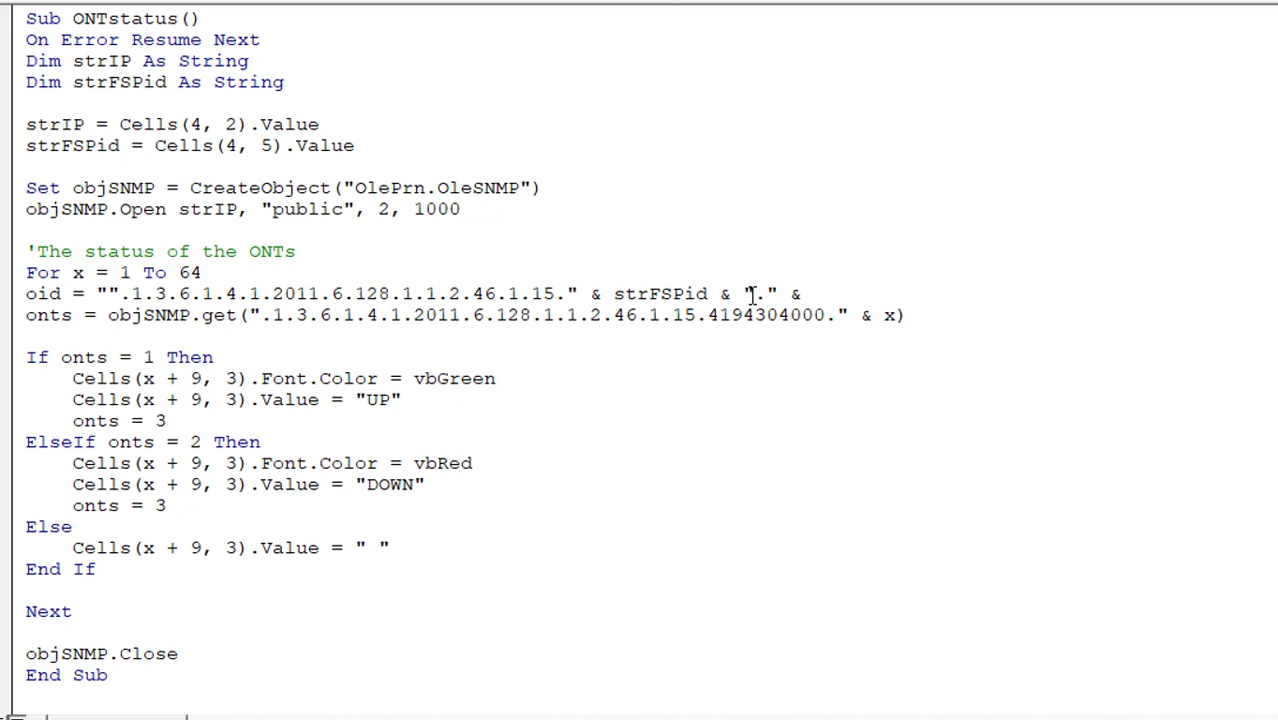 Sub ONTstatus()
On Error Resume Next
Dim strIP As String
Dim strFSPid As String
strIP = Cells(4, 2).Value
strFSPid = Cells(4, 5).Value
Set objSNMP = CreateObject("OlePrn.OleSNMP")
objSNMP.Open strIP, "public", 2, 1000
'The status of the ONTs
For x = 1 To 64
oid = "".1.3.6.1.4.1.2011.6.128.1.1.2.46.1.15." & strFSPid & "." &
onts = objSNMP.get(".1.3.6.1.4.1.2011.6.128.1.1.2.46.1.15.4194304000." & x)
If onts = 1 Then
    Cells(x + 9, 3).Font.Color = vbGreen
    Cells(x + 9, 3).Value = "UP"
    onts = 3
ElseIf onts = 2 Then
    Cells(x + 9, 3).Font.Color = vbRed
    Cells(x + 9, 3).Value = "DOWN"
    onts = 3
Else
    Cells(x + 9, 3).Value = " "
End If
Next
objSNMP.Close
End Sub